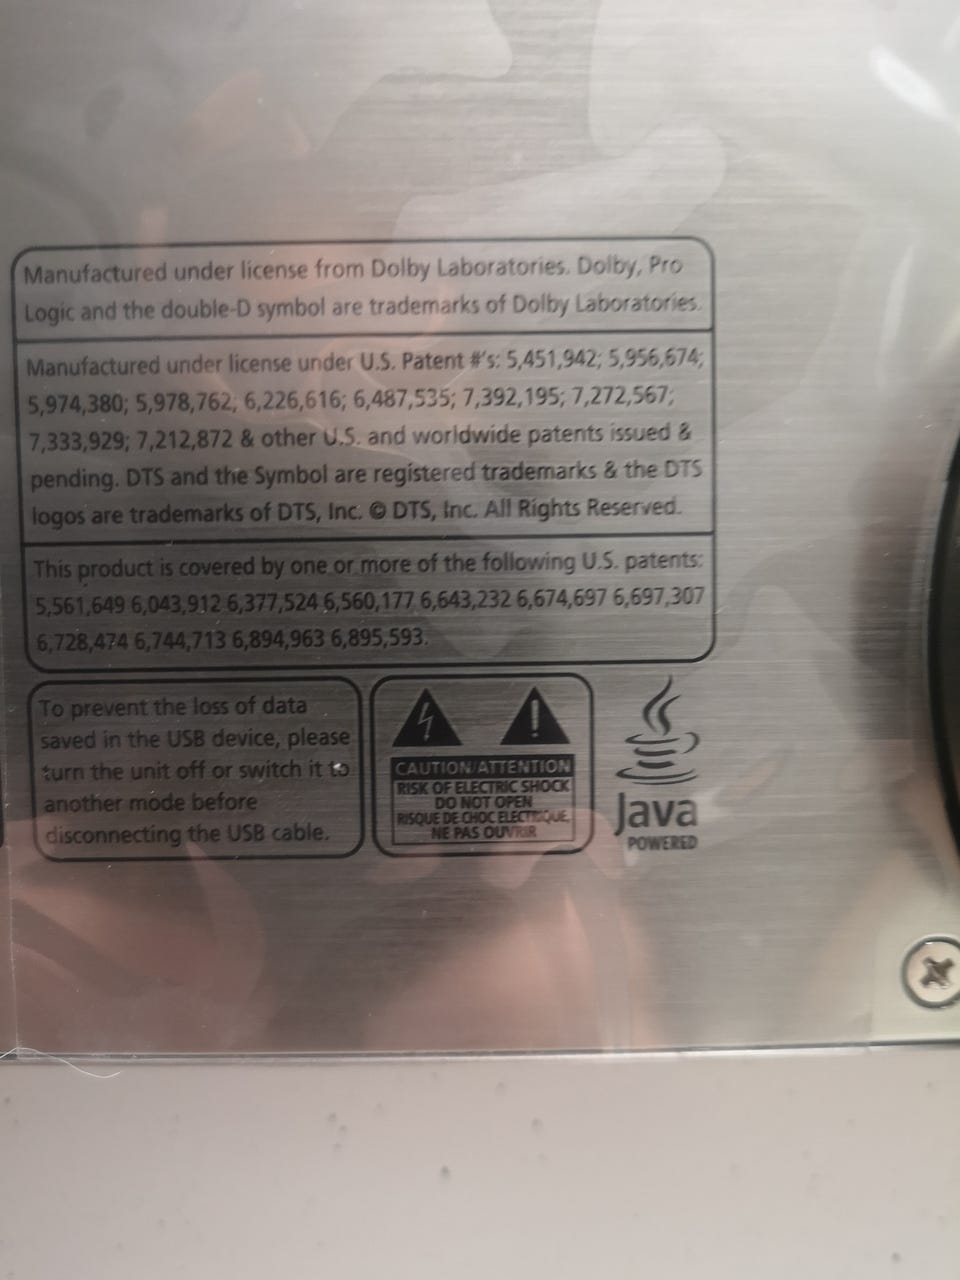 Manufactured under license from Dolby Laboratories. Dolby, Pro
Logic and the double-D symbol are trademarks of Dolby Laboratories.
Manufactured under license under U.S. Patent #'s: 5,451,942; 5,956,674;
5,974,380; 5,978,762; 6,226,616; 6,487,535; 7,392,195; 7,272,567;
7,333,929; 7,212,872 & other U.S. and worldwide patents issued &
pending. DTS and the Symbol are registered trademarks & the DTS
logos are trademarks of DTS, Inc. © DTS, Inc. All Rights Reserved.
This product is covered by one or more of the following U.S. patents:
5,561,649 6,043,912 6,377,524 6,560,177 6,643,232 6,674,697 6,697,307
6,728,474 6,744,713 6,894,963 6,895,593.
To prevent the loss of data
saved in the USB device, please
turn the unit off or switch it to
another mode before
disconnecting the USB cable.
CAUTION/ATTENTION
RISK OF ELECTRIC SHOCK
DO NOT OPEN
RISQUE DE CHOC ELECTRIQUE,
NE PAS OUVRIR
Java
POWERED